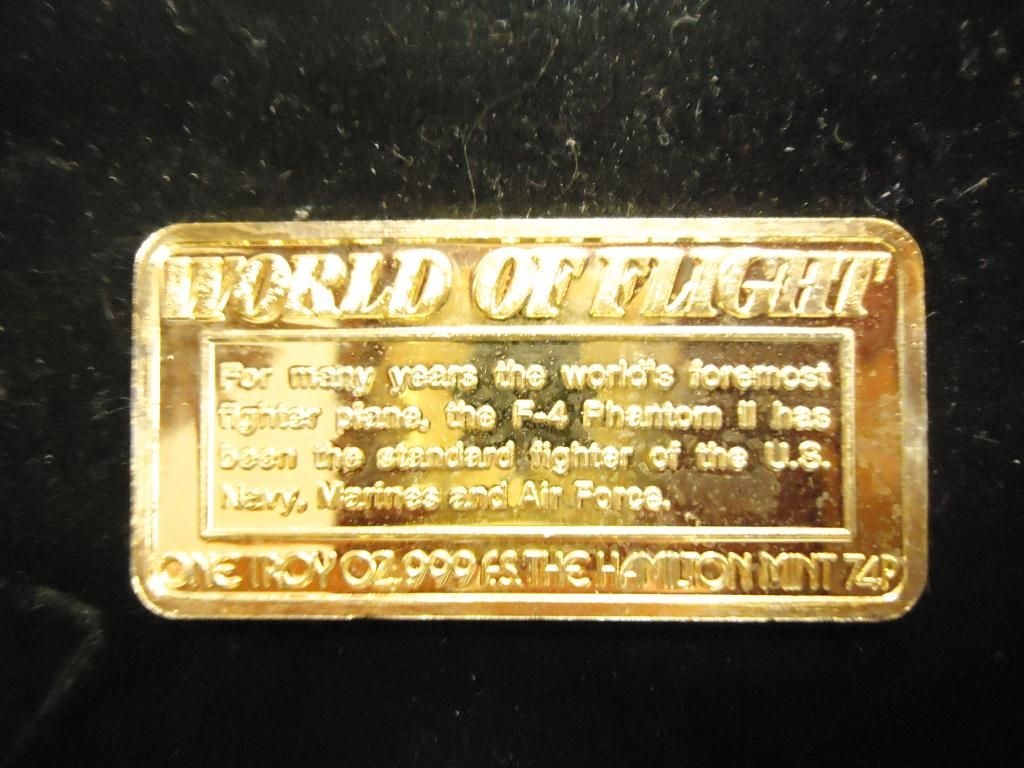 WORLD OF FLIGHT
For many years the world's foremost
fighter plane, the F-4 Phantom II has
been the standard fighter of the U.S.
Navy, Marines and Air Force.
ONE TROY OZ. 999 F.S. THE HAMILTON MINT 749